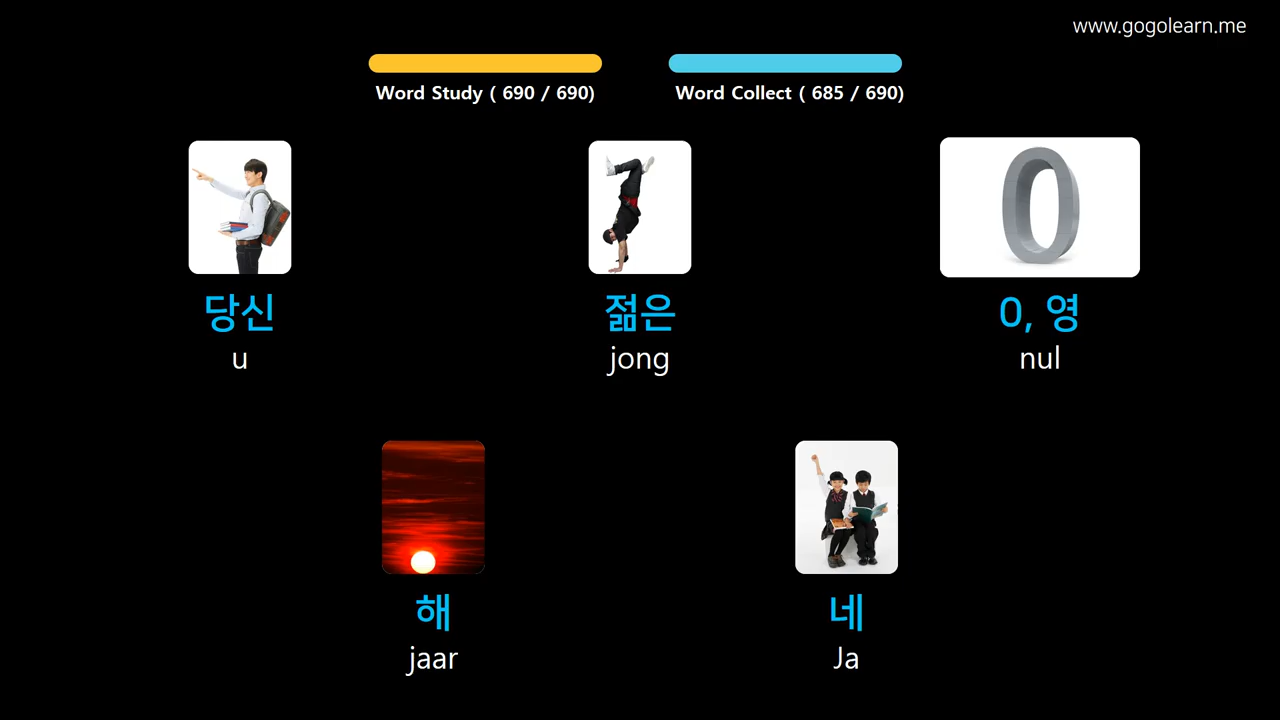 www.gogolearn.me
Word Study ( 690 / 690)
Word Collect ( 685 / 690)
당신
u
젊은
jong
0, 영
nul
해
jaar
네
Ja